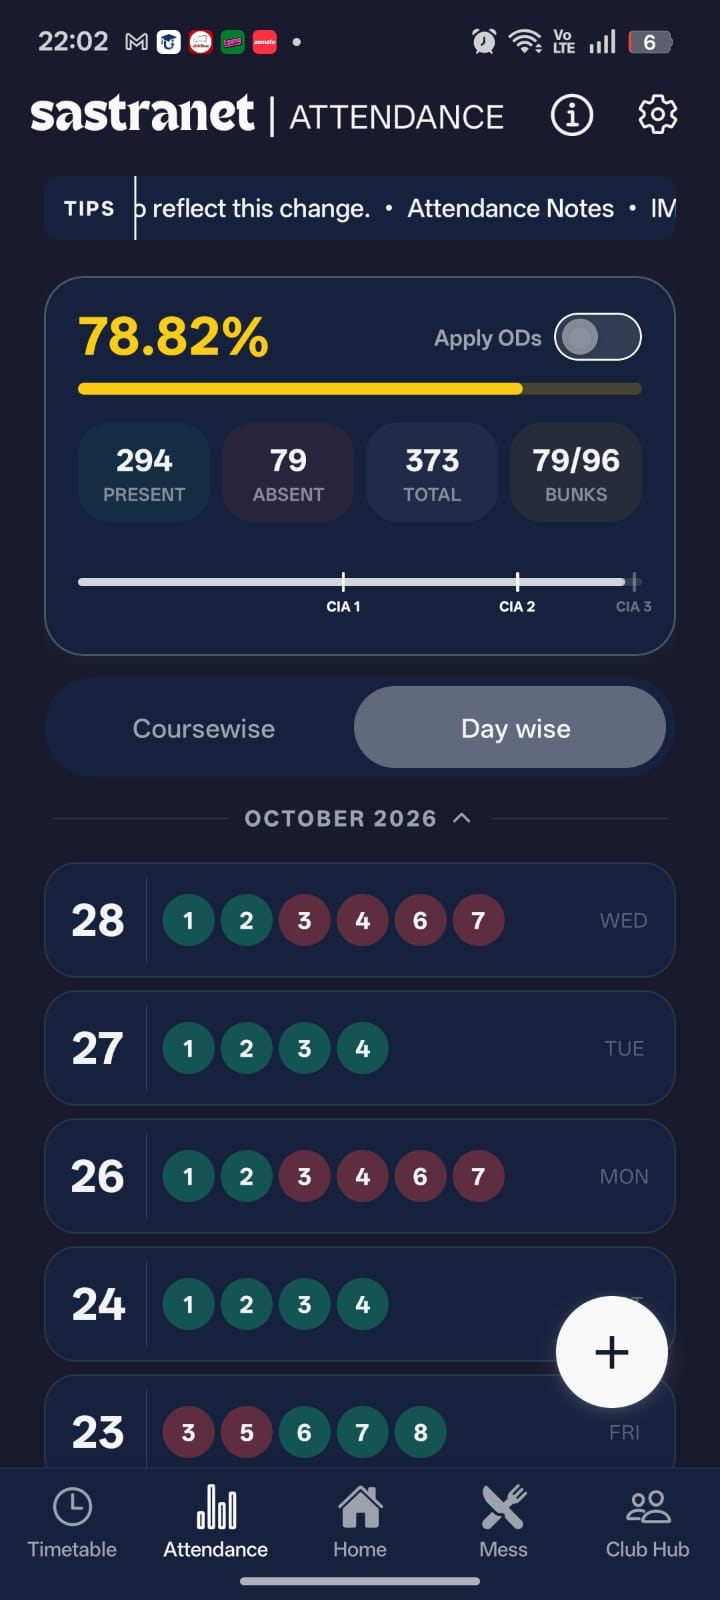 22:02 Vo LTE 6
sastranet | ATTENDANCE
TIPS o reflect this change. • Attendance Notes • IM
78.82% Apply ODs
294 79 373 79/96
PRESENT ABSENT TOTAL BUNKS
CIA 1 CIA 2 CIA 3
Coursewise Day wise
OCTOBER 2026
28 1 2 3 4 6 7 WED
27 1 2 3 4 TUE
26 1 2 3 4 6 7 MON
24 1 2 3 4
+
23 3 5 6 7 8 FRI
Timetable Attendance Home Mess Club Hub